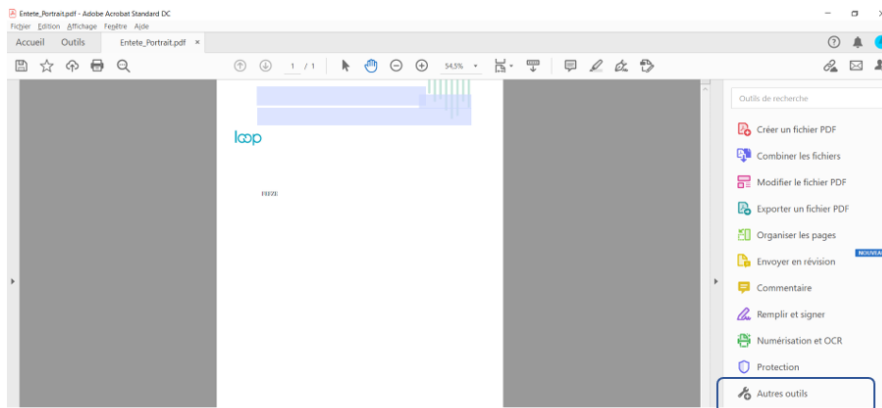 Entete_Portrait.pdf - Adobe Acrobat Standard DC
Fichier Edition Affichage Fenêtre Aide
Accueil Outils Entete_Portrait.pdf ×
1 / 1 54,5%
Outils de recherche
loop
Créer un fichier PDF
Combiner les fichiers
Modifier le fichier PDF
Exporter un fichier PDF
Organiser les pages
Envoyer en révision
Commentaire
Remplir et signer
Numérisation et OCR
Protection
Autres outils